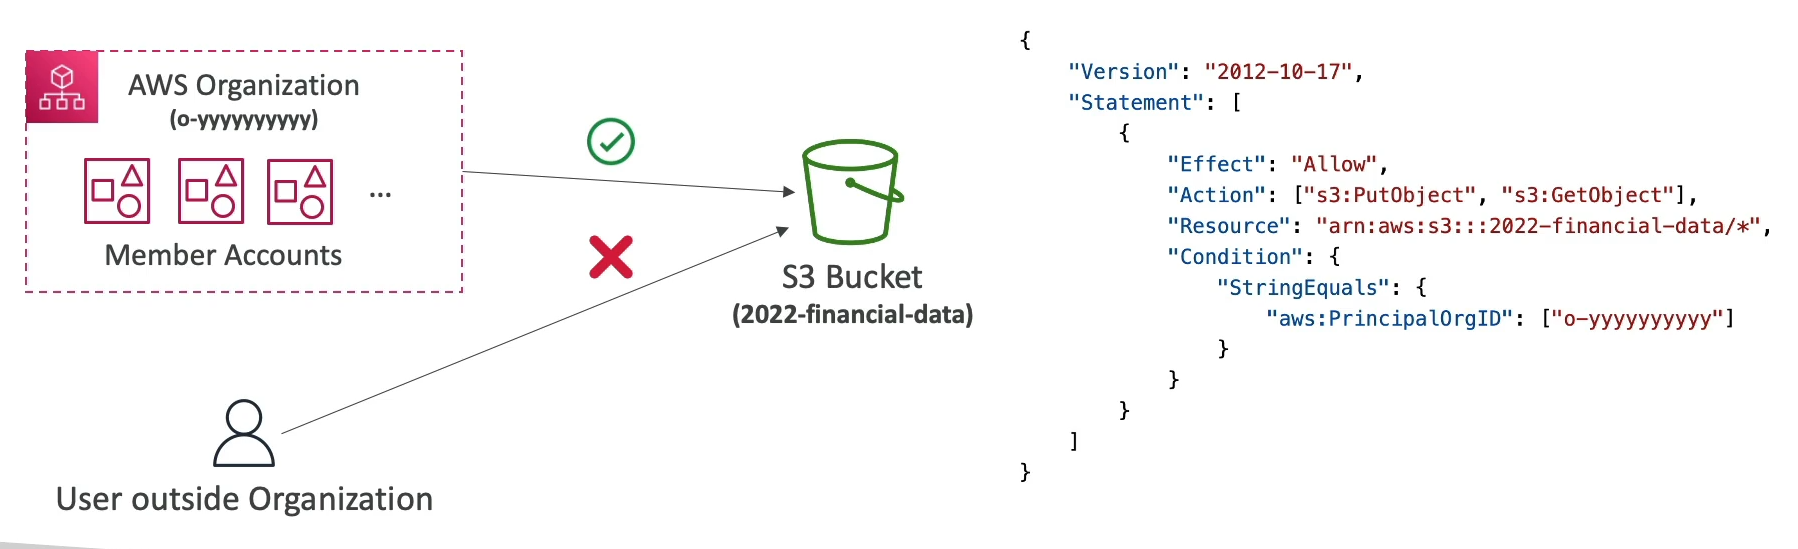 AWS Organization
(o-yyyyyyyyyy)
...
Member Accounts
S3 Bucket
(2022-financial-data)
User outside Organization
{
    "Version": "2012-10-17",
    "Statement": [
        {
            "Effect": "Allow",
            "Action": ["s3:PutObject", "s3:GetObject"],
            "Resource": "arn:aws:s3:::2022-financial-data/*",
            "Condition": {
                "StringEquals": {
                    "aws:PrincipalOrgID": ["o-yyyyyyyyyy"]
                }
            }
        }
    ]
}